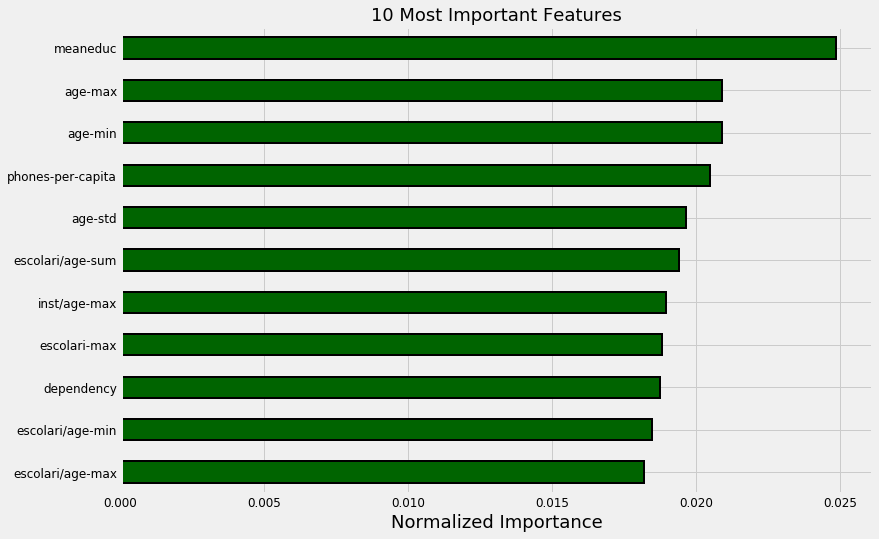 10 Most Important Features
meaneduc
age-max
age-min
phones-per-capita
age-std
escolari/age-sum
inst/age-max
escolari-max
dependency
escolari/age-min
escolari/age-max
0.000 0.005 0.010 0.015 0.020 0.025
Normalized Importance